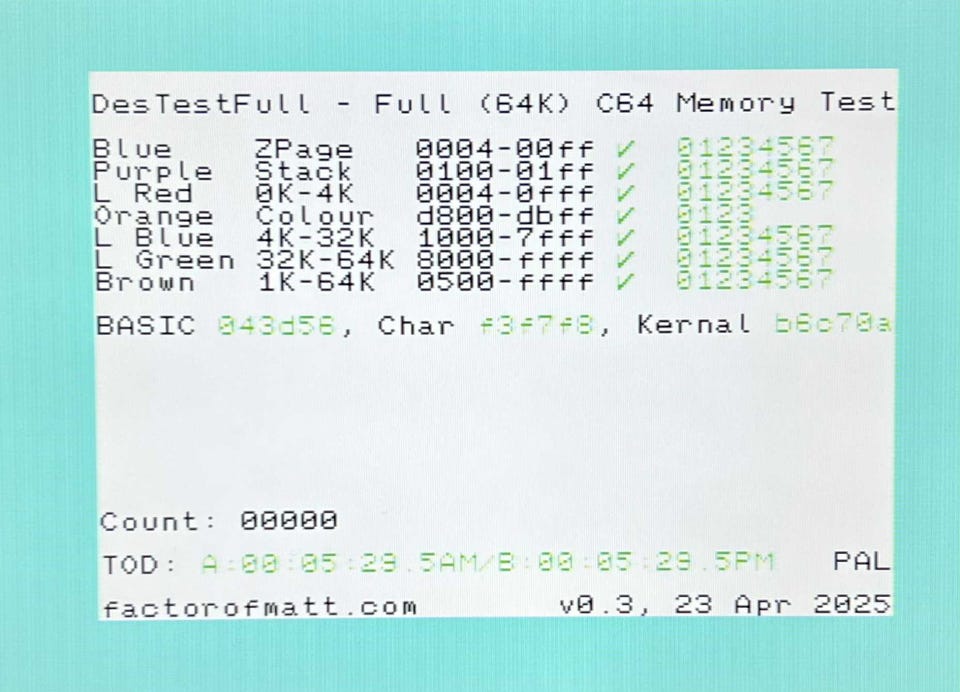 DesTestFull - Full (64K) C64 Memory Test
Blue ZPage 0004-00ff ✓ 01234567
Purple Stack 0100-01ff ✓ 01234567
L Red 0K-4K 0004-0fff ✓ 01234567
Orange Colour d800-dbff ✓ 0123
L Blue 4K-32K 1000-7fff ✓ 01234567
L Green 32K-64K 8000-ffff ✓ 01234567
Brown 1K-64K 0500-ffff ✓ 01234567
BASIC 043d56, Char f3f7f8, Kernal b6c70a
Count: 00000
TOD: A:00:05:29.5AM/B:00:05:29.5PM PAL
factorofmatt.com v0.3, 23 Apr 2025